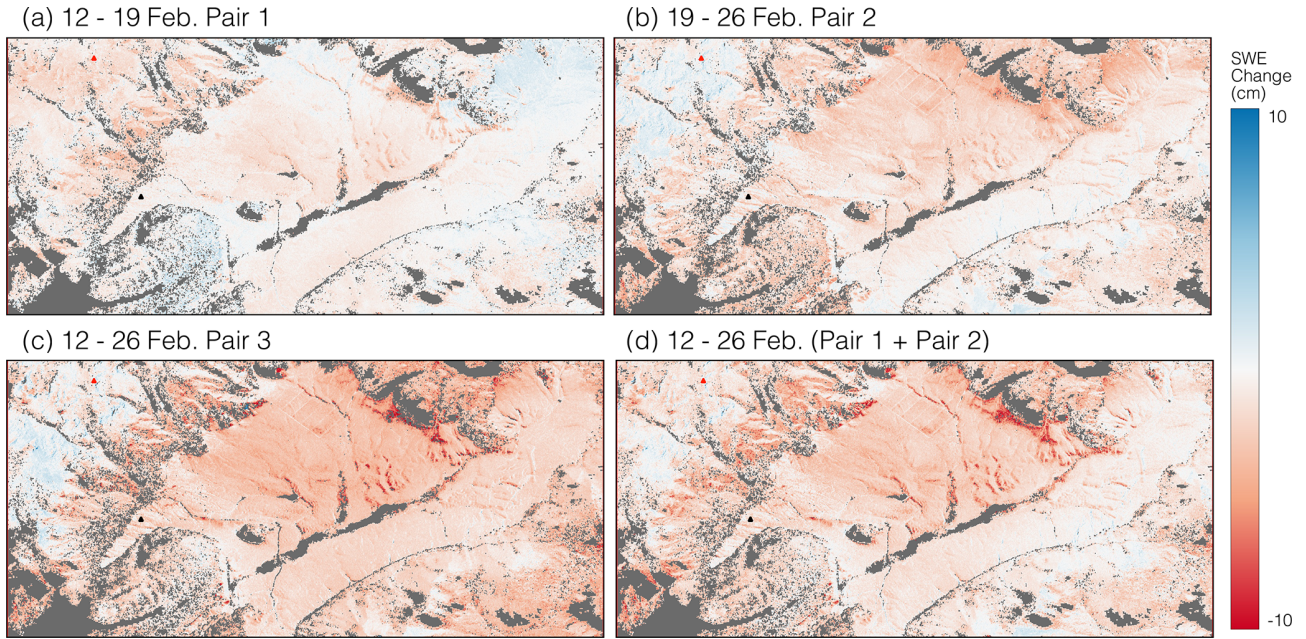 (a) 12 - 19 Feb. Pair 1
(b) 19 - 26 Feb. Pair 2
SWE
Change
(cm)
10
-10
(c) 12 - 26 Feb. Pair 3
(d) 12 - 26 Feb. (Pair 1 + Pair 2)